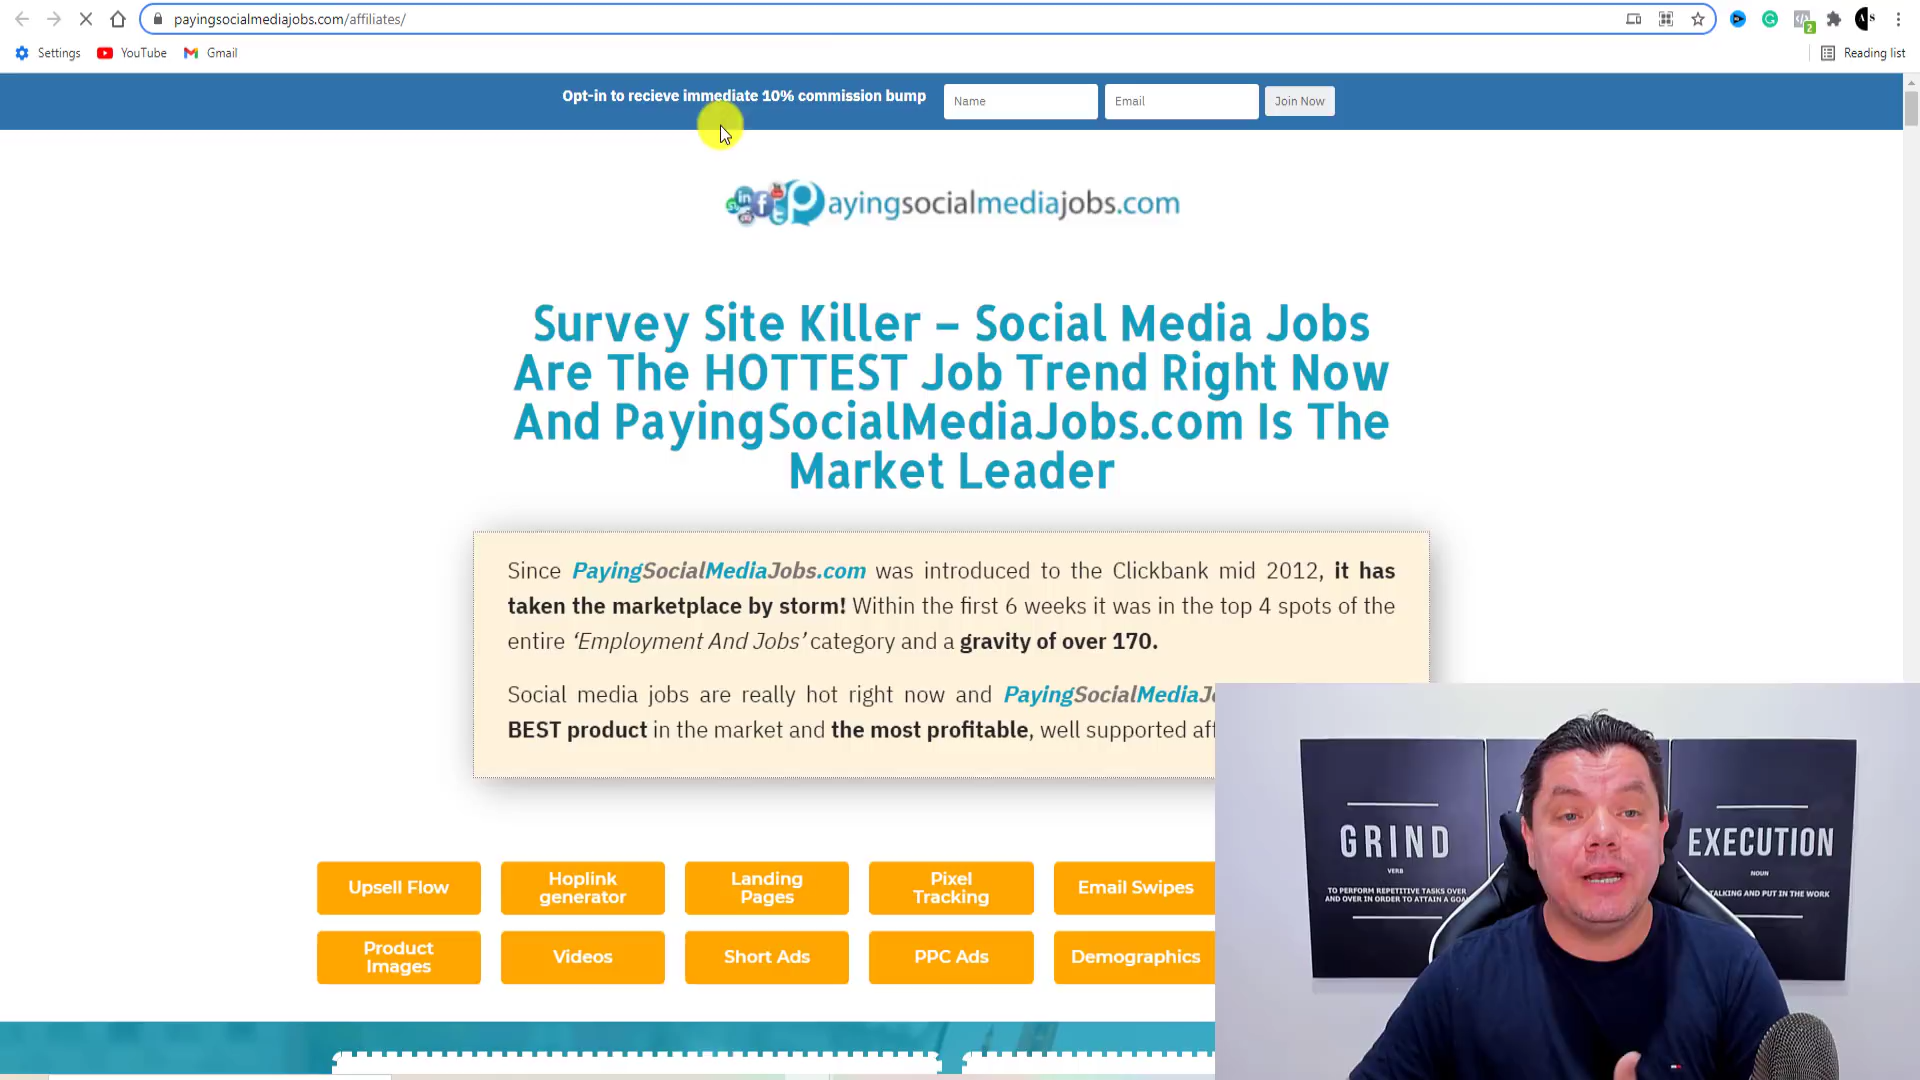 payingsocialmediajobs.com/affiliates/
2
Settings YouTube Gmail Reading list
Opt-in to recieve immediate 10% commission bump Name Email Join Now
ayingsocialmediajobs.com
Survey Site Killer – Social Media Jobs
Are The HOTTEST Job Trend Right Now
And PayingSocialMediaJobs.com Is The
Market Leader
Since PayingSocialMediaJobs.com was introduced to the Clickbank mid 2012, it has
taken the marketplace by storm! Within the first 6 weeks it was in the top 4 spots of the
entire ‘Employment And Jobs’ category and a gravity of over 170.
Social media jobs are really hot right now and PayingSocialMedia
BEST product in the market and the most profitable, well supported
Upsell Flow
Hoplink
generator
Landing
Pages
Pixel
Tracking
Email Swipes
Product
Images
Videos
Short Ads
PPC Ads
Demographics
GRIND
VERB
TO PERFORM REPETITIVE TASKS OVER
AND OVER IN ORDER TO ATTAIN A
EXECUTION
NOUN
TALKING AND PUT IN THE WORK